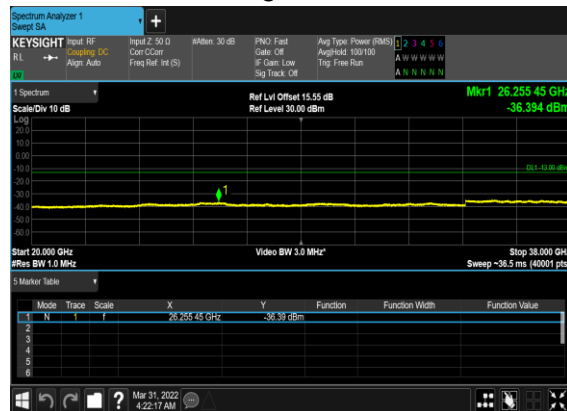 Spectrum Analyzer 1
Swept SA
+
KEYSIGHT Input: RF Input Z: 50 Ω #Atten: 30 dB PNO: Fast Avg Type: Power (RMS) 1 2 3 4 5 6
RL Coupling: DC Corr CCorr Gate: Off Avg|Hold: 100/100 A W W W W W
Align: Auto Freq Ref: Int (S) IF Gain: Low Trig: Free Run
LW Sig Track: Off A N N N N N
1 Spectrum Ref Lvl Offset 15.55 dB Mkr1 26.255 45 GHz
Scale/Div 10 dB Ref Level 30.00 dBm -36.394 dBm
Log
20.0
10.0
0.00
-10.0 DL1 -13.00 dBm
-20.0
-30.0 1
-40.0
-50.0
-60.0
Start 20.000 GHz Video BW 3.0 MHz* Stop 38.000 GHz
#Res BW 1.0 MHz Sweep ~36.5 ms (40001 pts)
5 Marker Table
Mode Trace Scale X Y Function Function Width Function Value
1 N 1 f 26.255 45 GHz -36.39 dBm
2
3
4
5
6
? Mar 31, 2022
4:22:17 AM